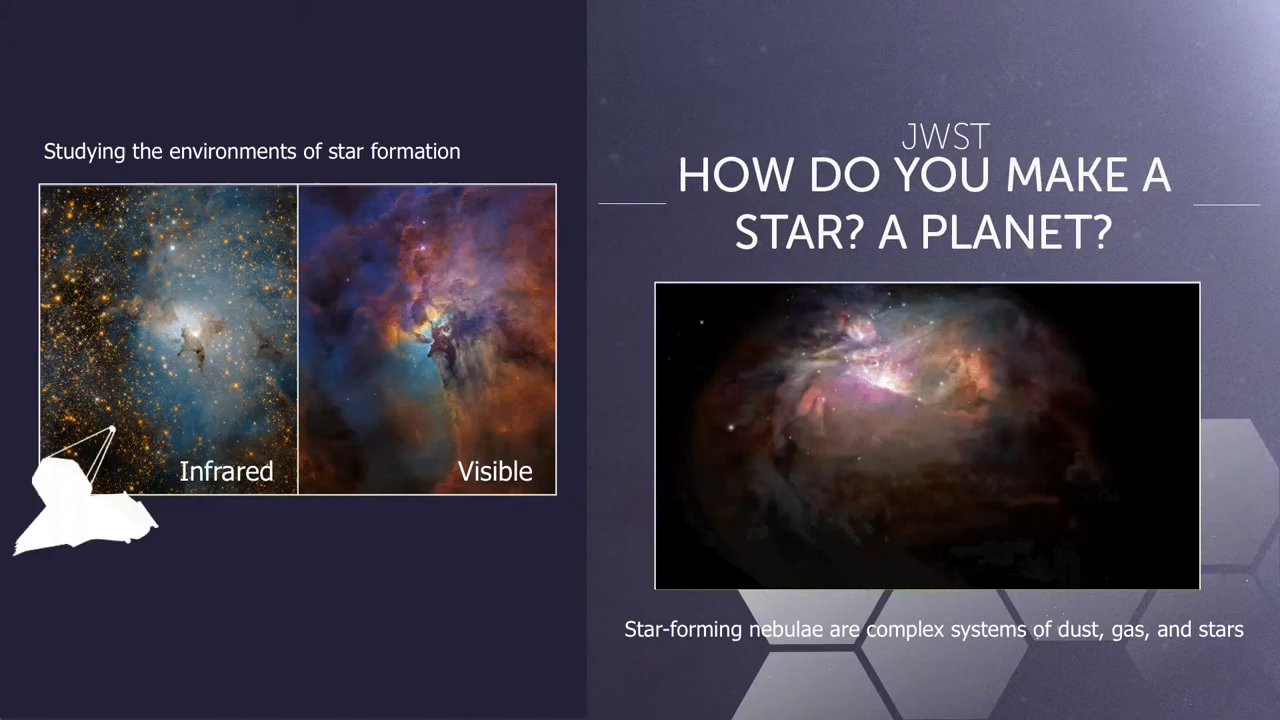 Studying the environments of star formation
Infrared
Visible
JWST
HOW DO YOU MAKE A
STAR? A PLANET?
Star-forming nebulae are complex systems of dust, gas, and stars